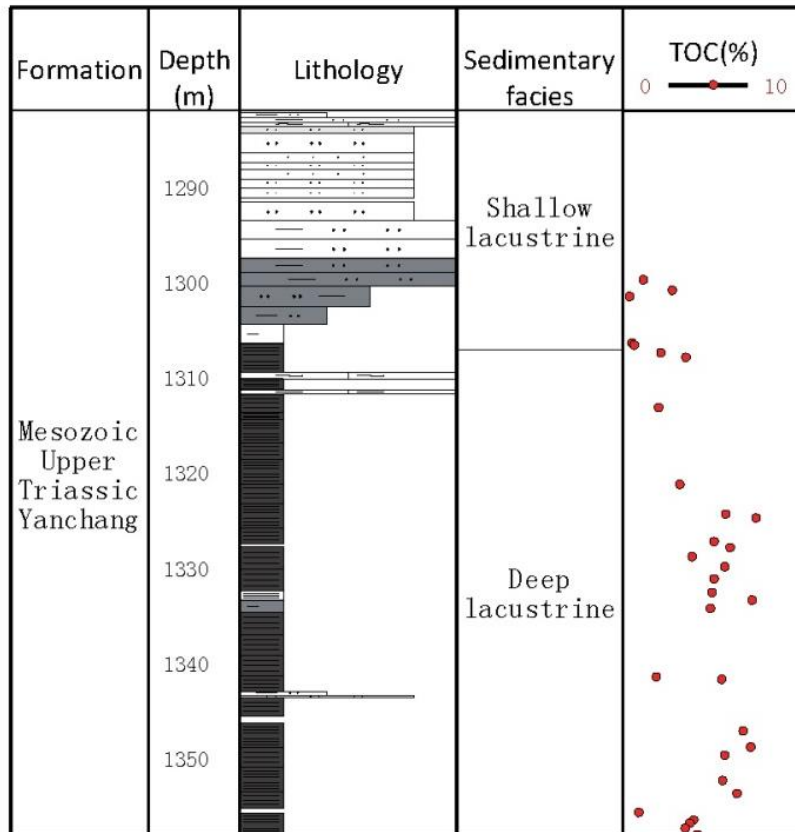 Formation
Depth
(m)
Lithology
Sedimentary
facies
TOC(%)
0 10
Mesozoic
Upper
Triassic
Yanchang
1290
1300
1310
1320
1330
1340
1350
Shallow
lacustrine
Deep
lacustrine